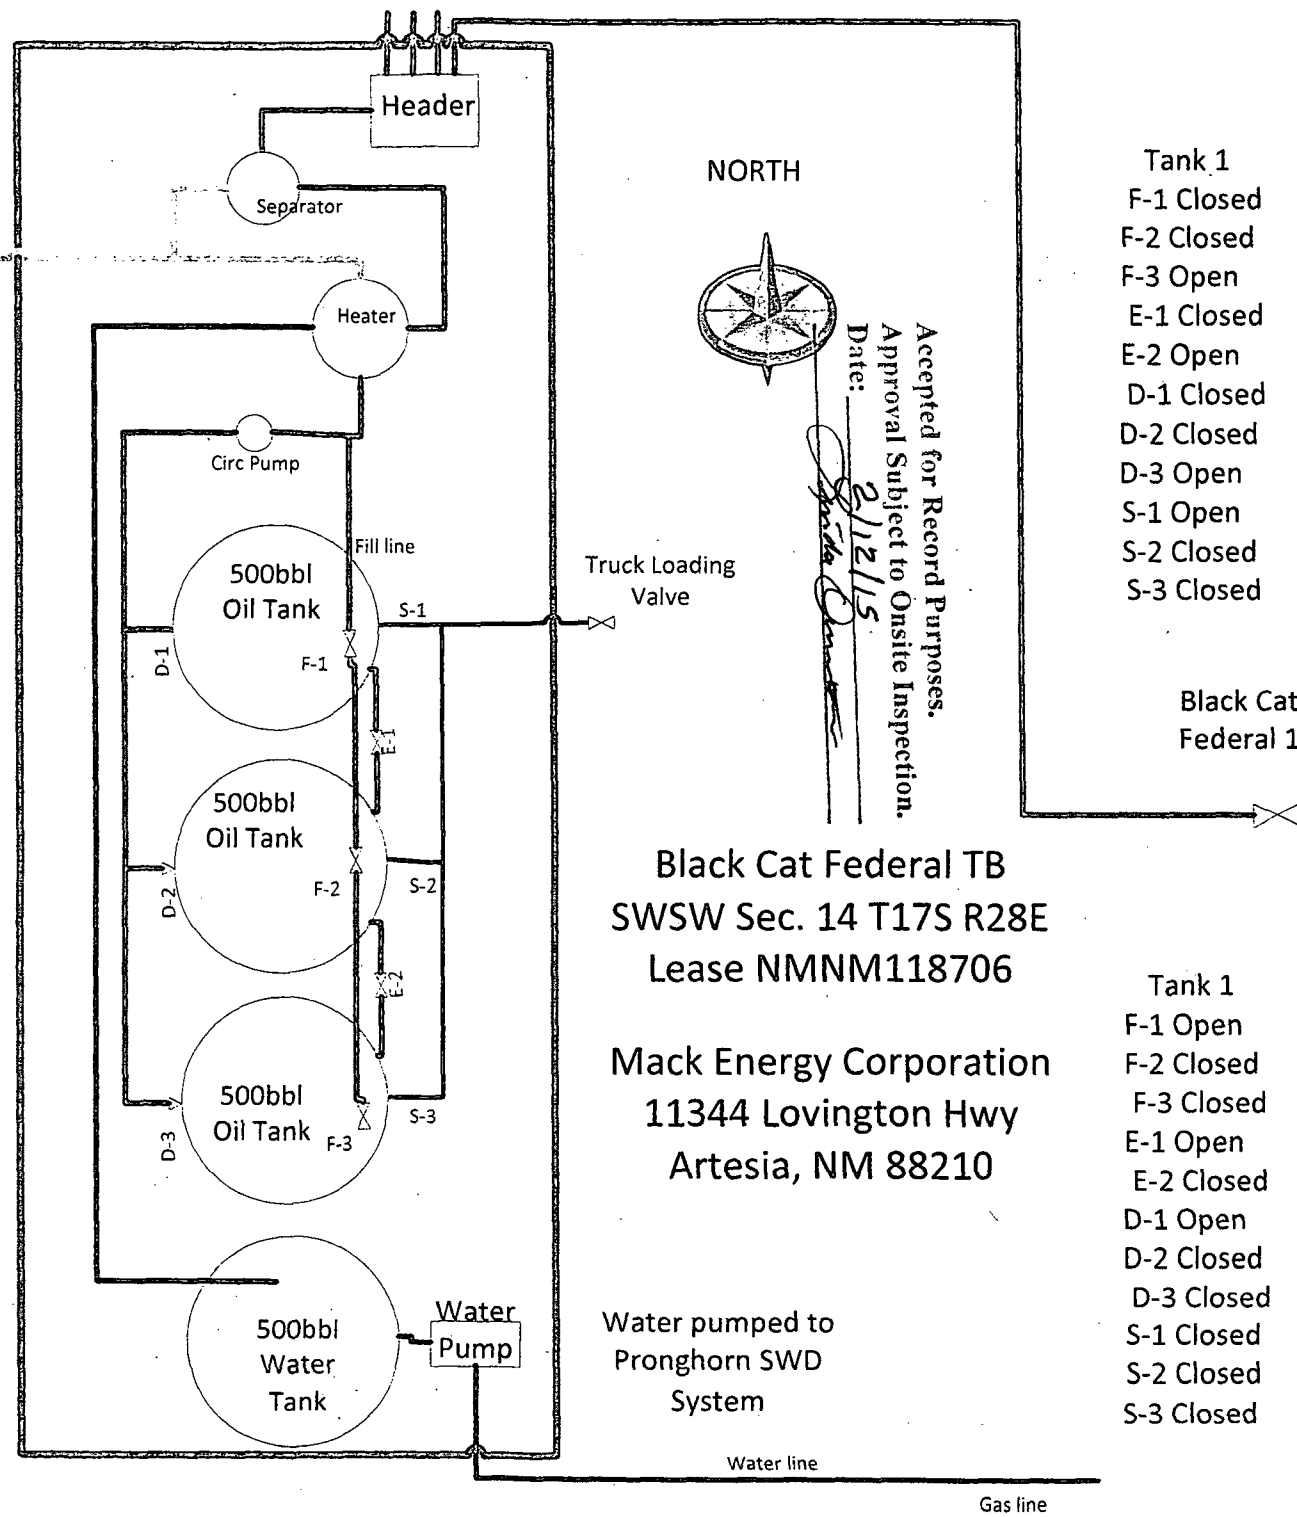 Header
NORTH
Separator
Heater
Circ Pump
Fill line
500bbl
Oil Tank
S-1
F-1
D-1
E-1
Truck Loading
Valve
500bbl
Oil Tank
F-2
S-2
D-2
E-2
500bbl
Oil Tank
F-3
S-3
D-3
500bbl
Water
Tank
Water
Pump
Accepted for Record Purposes.
Approval Subject to Onsite Inspection.
Date: 2/12/15
Black Cat Federal TB
SWSW Sec. 14 T17S R28E
Lease NMNM118706
Mack Energy Corporation
11344 Lovington Hwy
Artesia, NM 88210
Water pumped to
Pronghorn SWD
System
Water line
Gas line
Tank 1
F-1 Closed
F-2 Closed
F-3 Open
E-1 Closed
E-2 Open
D-1 Closed
D-2 Closed
D-3 Open
S-1 Open
S-2 Closed
S-3 Closed
Black Cat
Federal 1
Tank 1
F-1 Open
F-2 Closed
F-3 Closed
E-1 Open
E-2 Closed
D-1 Open
D-2 Closed
D-3 Closed
S-1 Closed
S-2 Closed
S-3 Closed